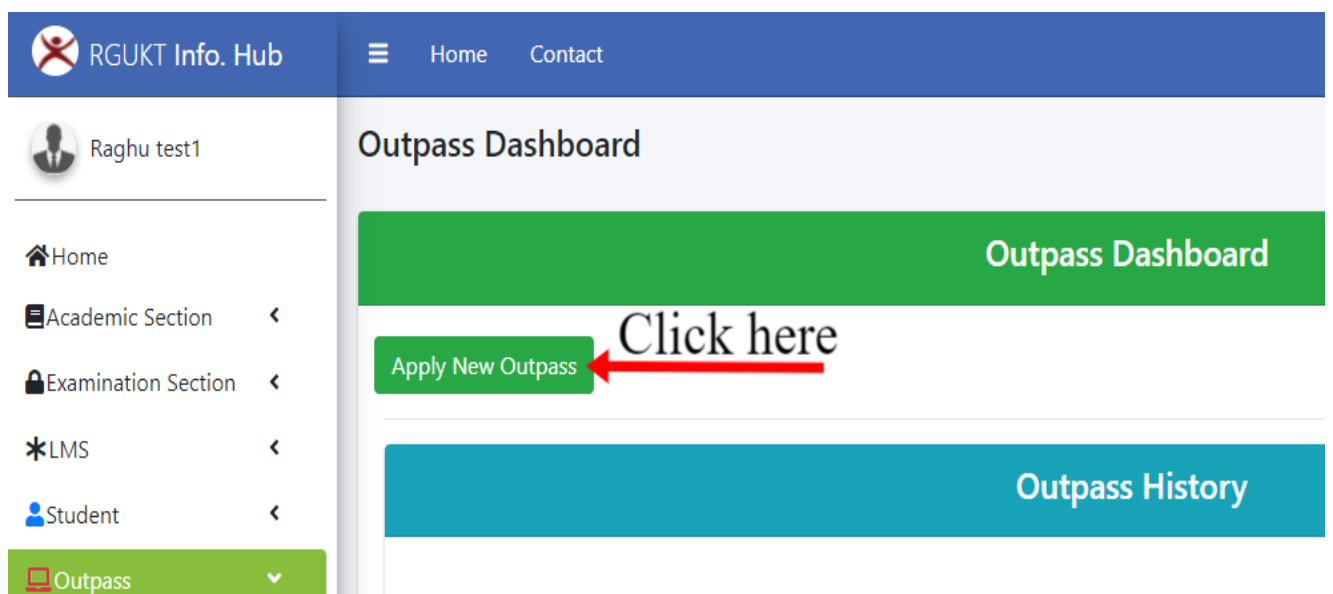 RGUKT Info. Hub
Home
Contact
Raghu test1
Home
Academic Section
Examination Section
LMS
Student
Outpass
Outpass Dashboard
Outpass Dashboard
Apply New Outpass
Click here
Outpass History